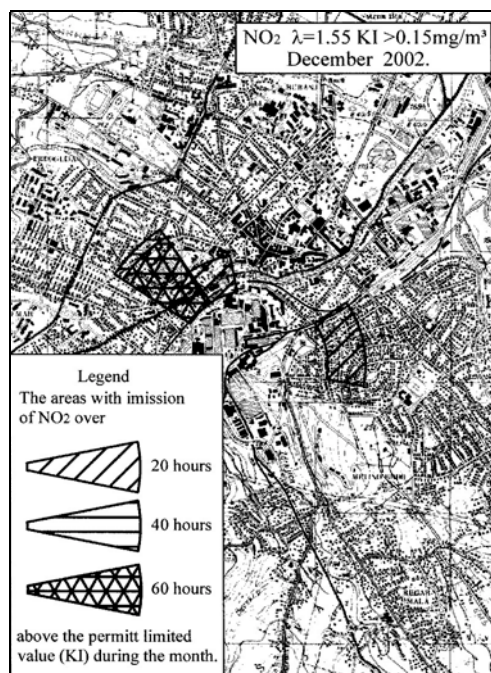 NO2 λ=1.55 KI >0.15mg/m³
December 2002.
Legend
The areas with imission
of NO2 over
20 hours
40 hours
60 hours
above the permitt limited
value (KI) during the month.
MALA